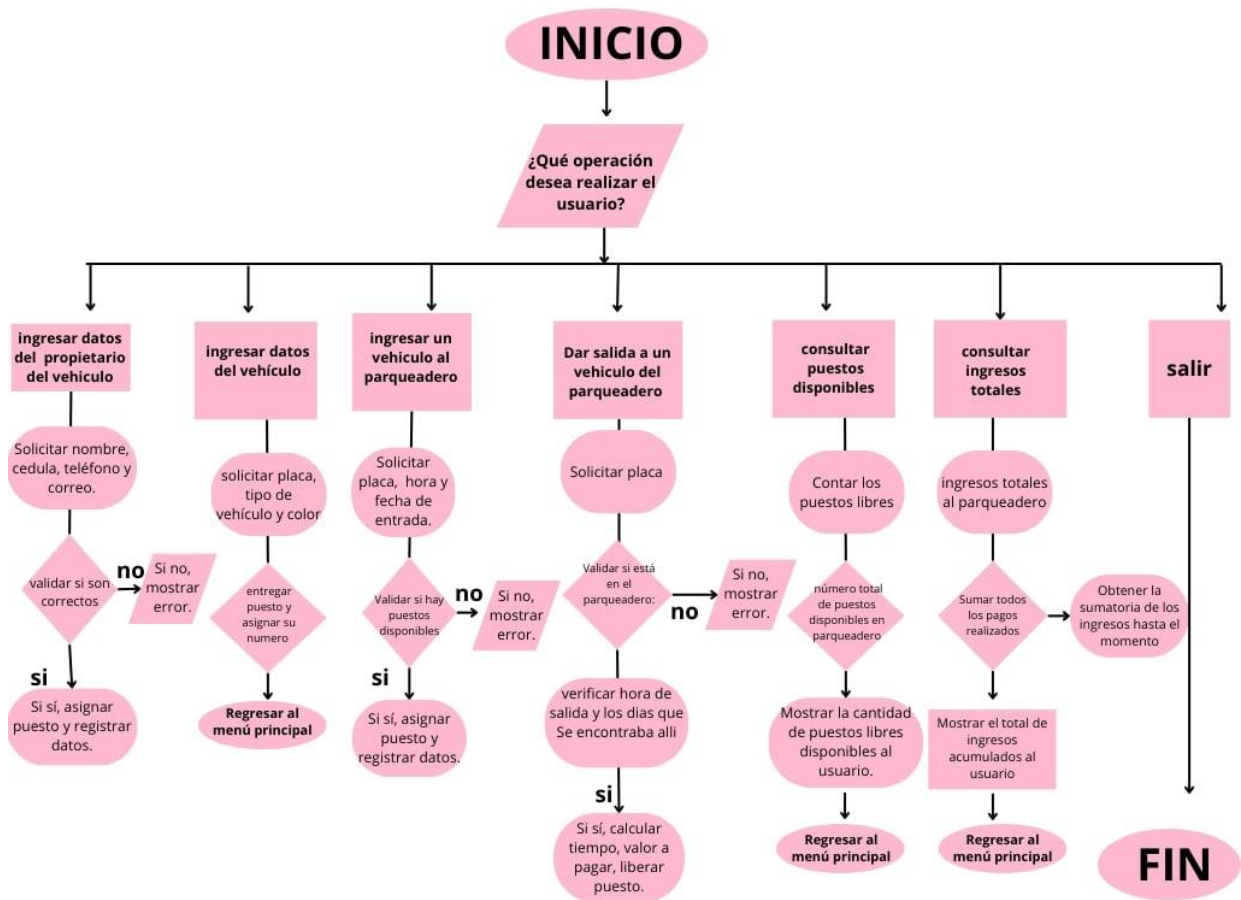 INICIO
¿Qué operación
desea realizar el
usuario?
ingresar datos
del propietario
del vehiculo
Solicitar nombre,
cedula, teléfono y
correo.
validar si son
correctos
no
Si no,
mostrar
error.
si
Si sí, asignar
puesto y registrar
datos.
ingresar datos
del vehículo
solicitar placa,
tipo de
vehículo y color
entregar
puesto y
asignar su
numero
Regresar al
menú principal
ingresar un
vehiculo al
parqueadero
Solicitar
placa, hora y
fecha de
entrada.
Validar si hay
puestos
disponibles
no
Si no,
mostrar
error.
si
Si sí, asignar
puesto y
registrar datos.
Dar salida a un
vehiculo del
parqueadero
Solicitar placa
Validar si está
en el
parqueadero:
no
Si no,
mostrar
error.
verificar hora de
salida y los dias que
Se encontraba alli
si
Si sí, calcular
tiempo, valor a
pagar, liberar
puesto.
consultar
puestos
disponibles
Contar los
puestos libres
número total
de puestos
disponibles en
parqueadero
Mostrar la cantidad
de puestos libres
disponibles al
usuario.
Regresar al
menú principal
consultar
ingresos
totales
ingresos totales
al parqueadero
Sumar todos
los pagos
realizados
Obtener la
sumatoria de los
ingresos hasta el
momento
Mostrar el total de
ingresos
acumulados al
usuario
Regresar al
menú principal
salir
FIN